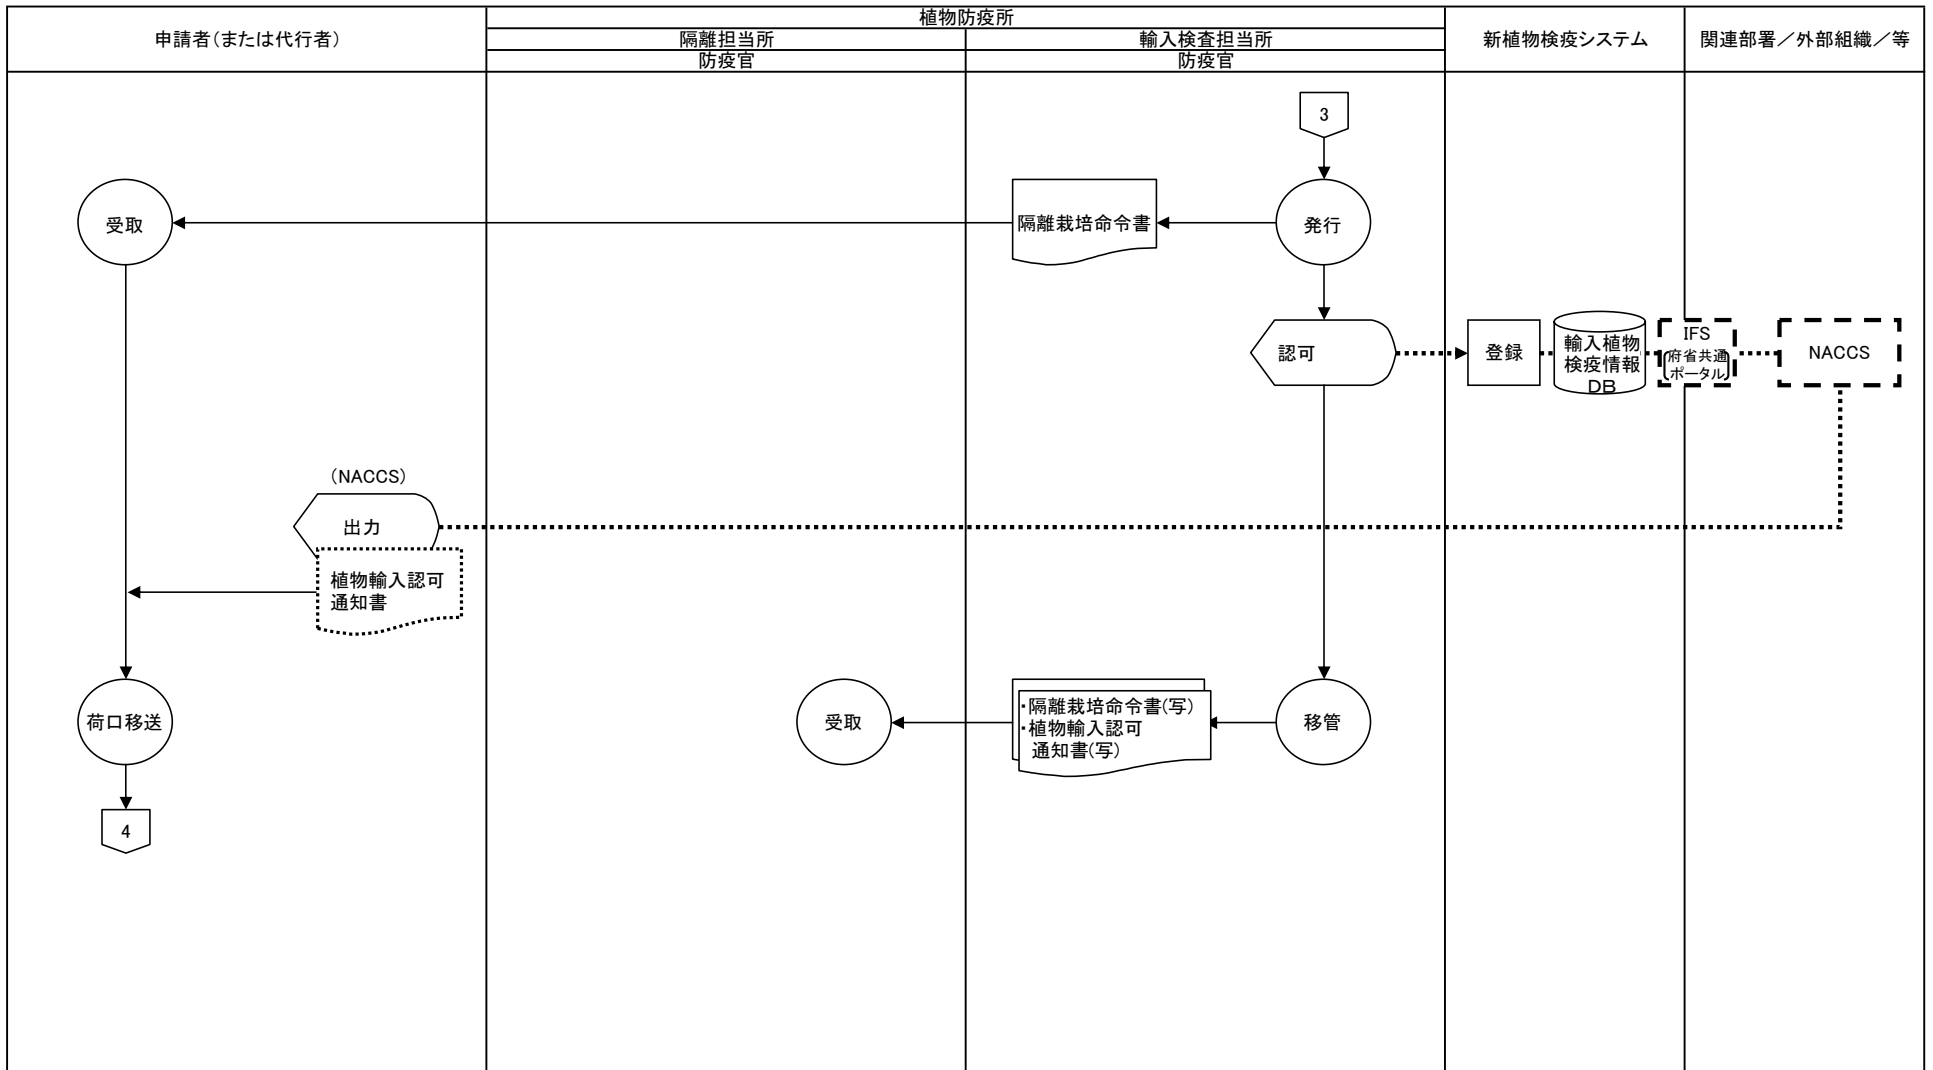 植物防疫所
申請者(または代行者)
隔離担当所
輸入検査担当所
新植物検疫システム
関連部署／外部組織／等
防疫官
防疫官
3
受取
隔離栽培命令書
発行
認可
登録
輸入植物
検疫情報
ＤＢ
IFS
府省共通
ポータル
NACCS
(NACCS)
出力
植物輸入認可
通知書
荷口移送
受取
・隔離栽培命令書(写)
・植物輸入認可
通知書(写)
移管
4